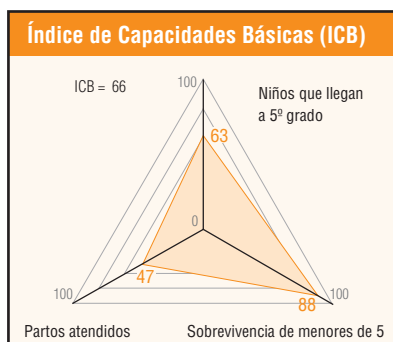 Índice de Capacidades Básicas (ICB)
ICB = 66
100
Niños que llegan
a 5º grado
63
0
47
88
100
100
Partos atendidos
Sobrevivencia de menores de 5